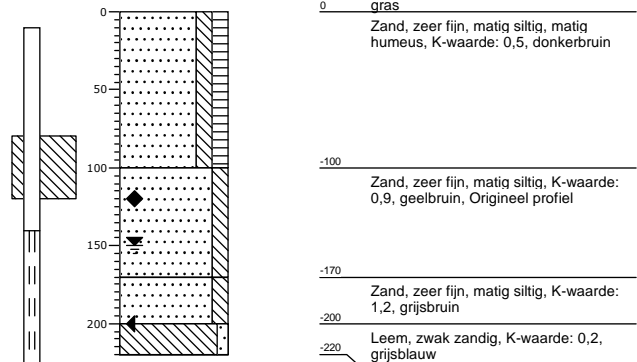 0
50
100
150
200
0
gras
Zand, zeer fijn, matig siltig, matig
humeus, K-waarde: 0,5, donkerbruin
-100
Zand, zeer fijn, matig siltig, K-waarde:
0,9, geelbruin, Origineel profiel
-170
Zand, zeer fijn, matig siltig, K-waarde:
1,2, grijsbruin
-200
Leem, zwak zandig, K-waarde: 0,2,
grijsblauw
-220